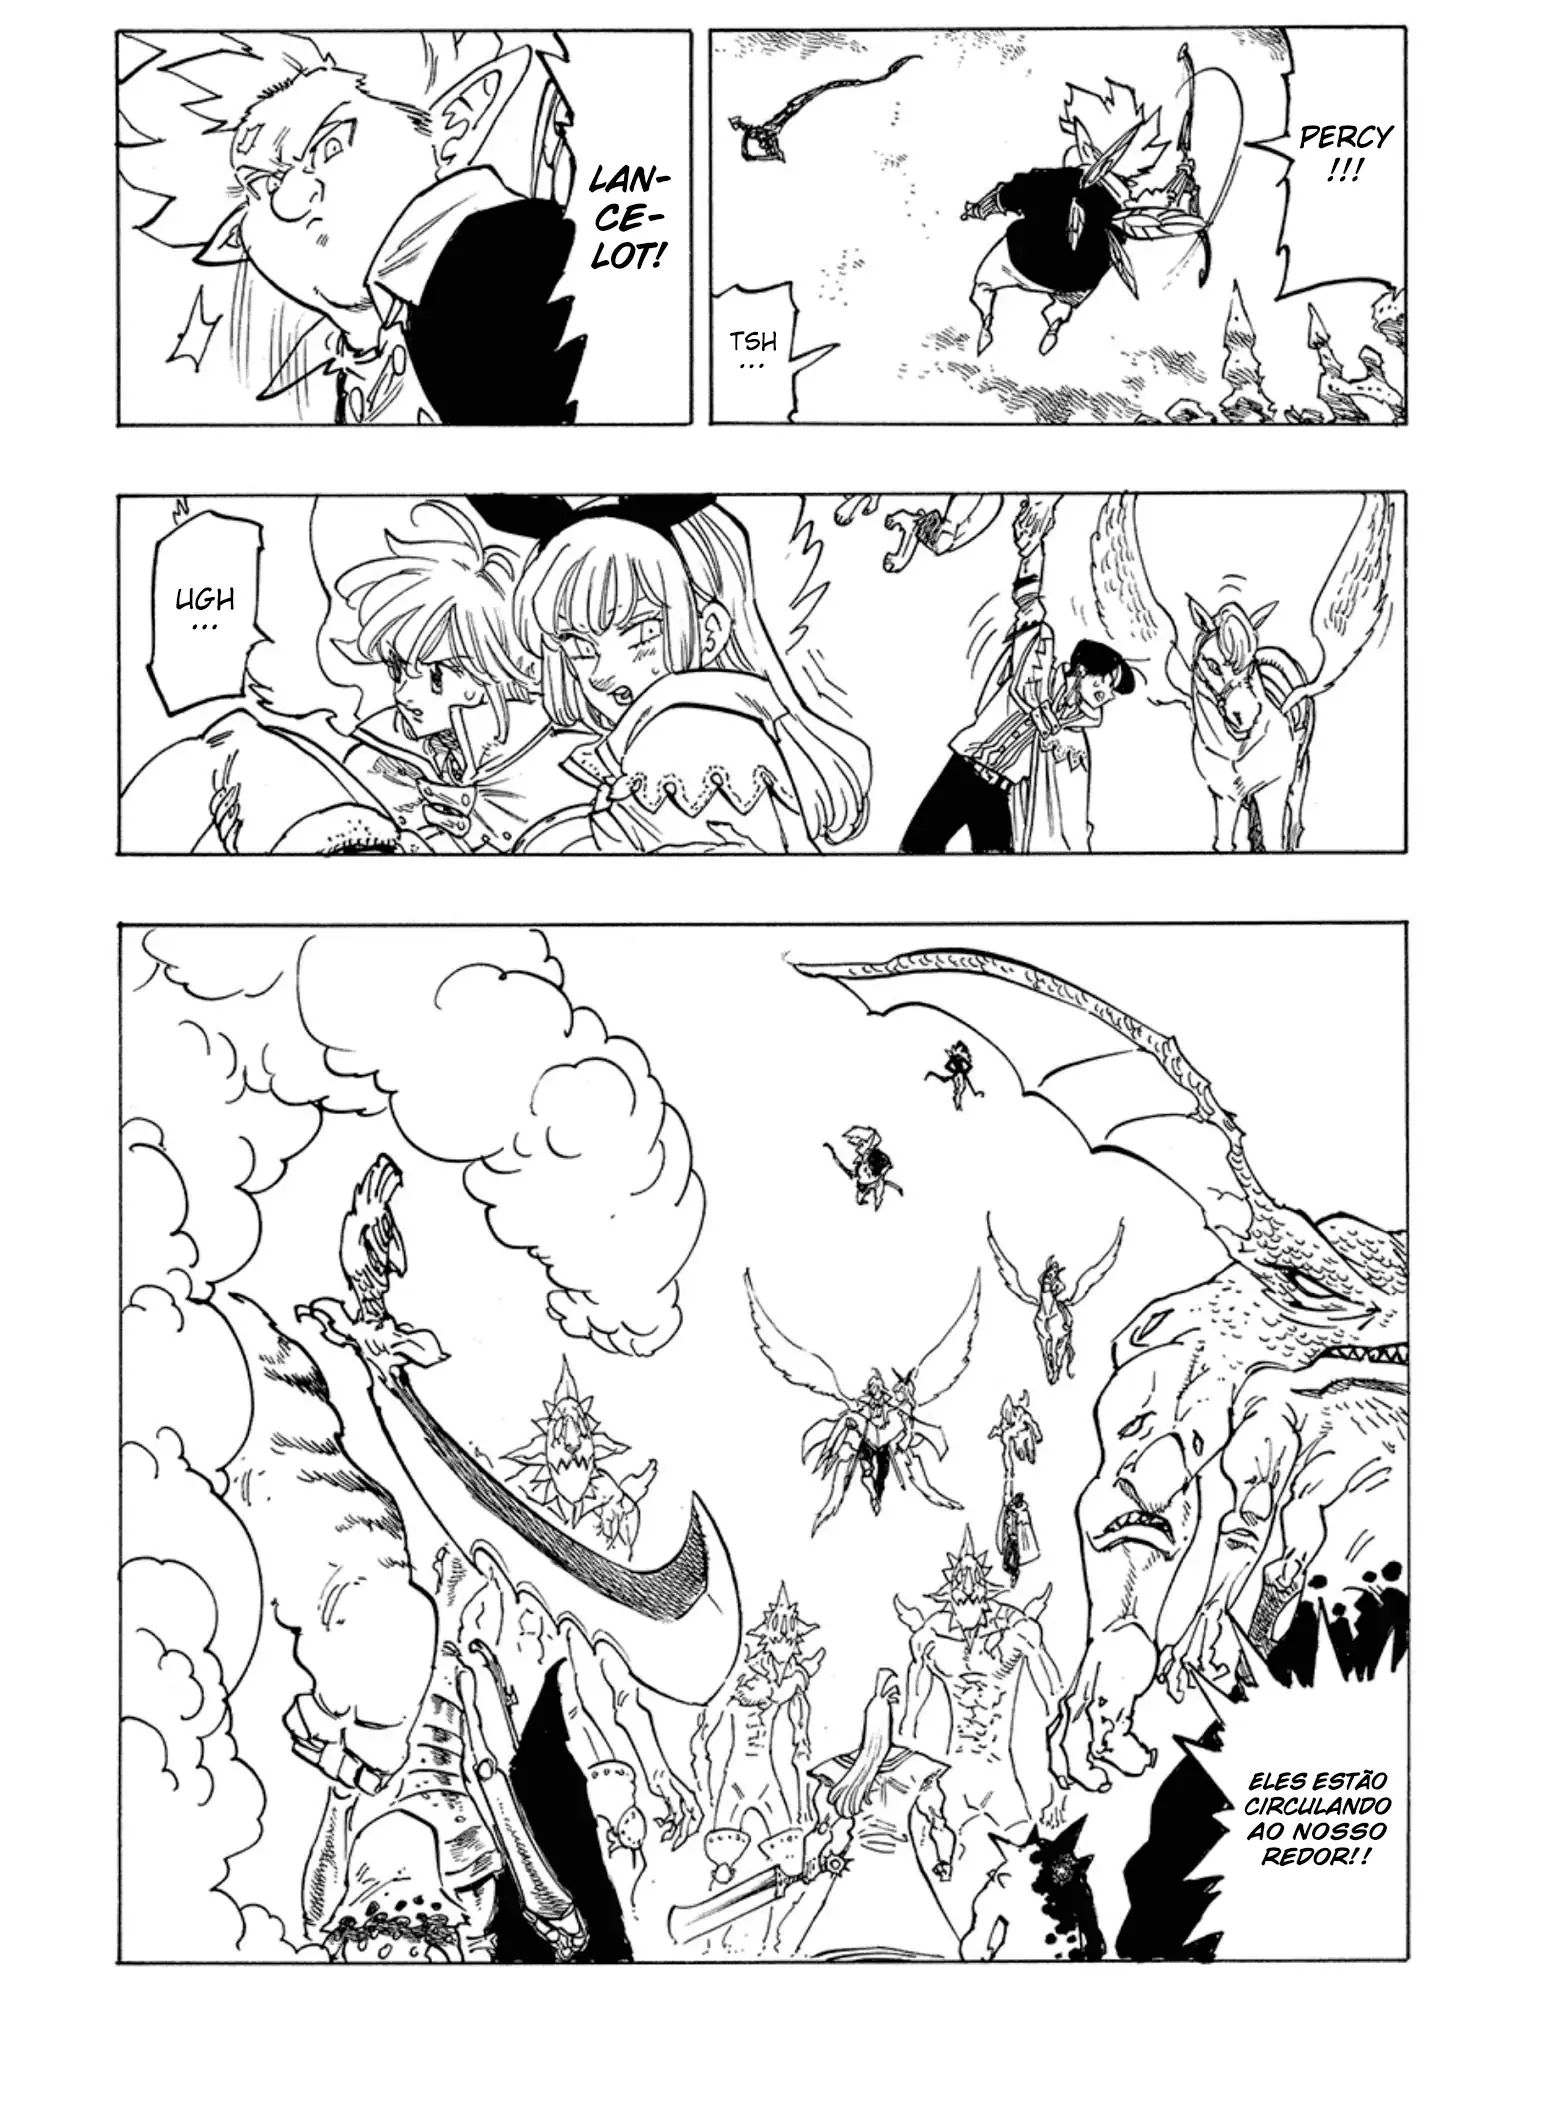 PERCY
!!!
TSH
...
LAN-
CE-
LOT!
UGH
...
ELES ESTÃO
CIRCULANDO
AO NOSSO
REDOR!!